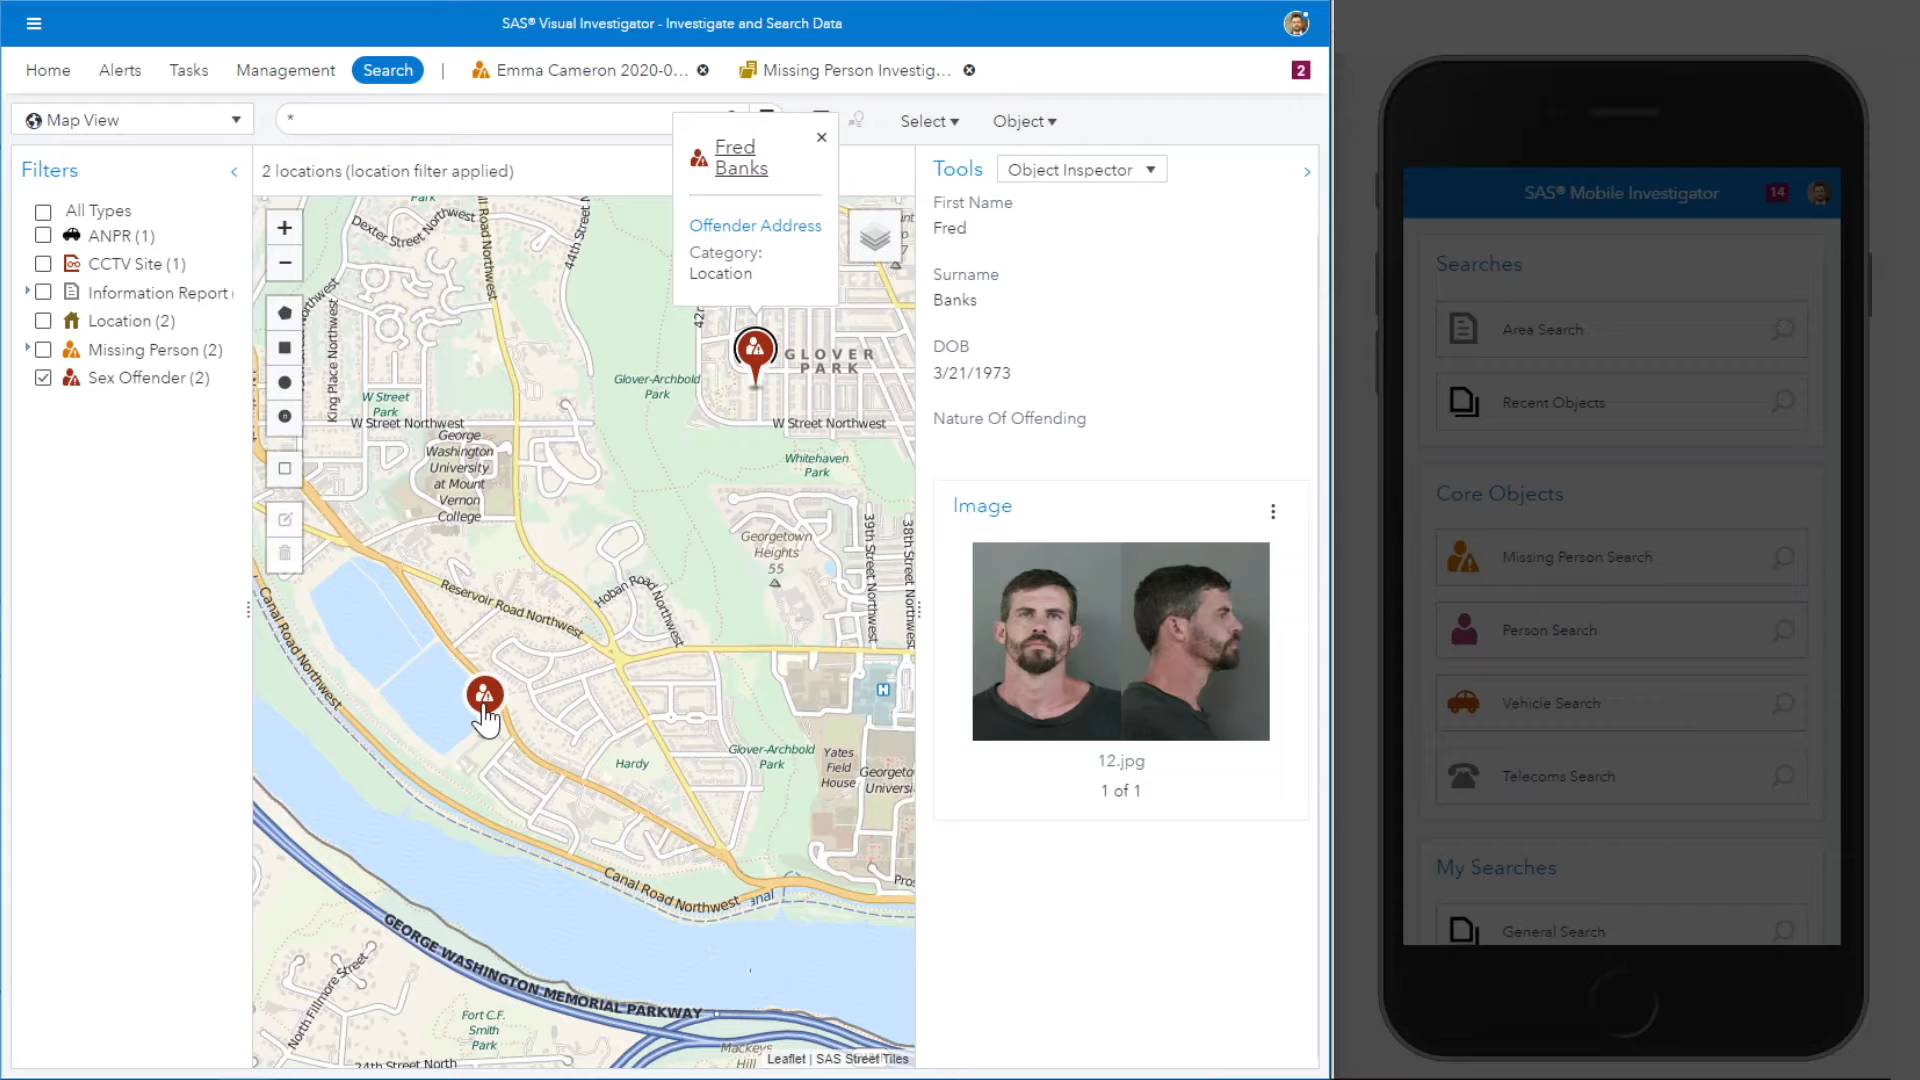 SAS® Visual Investigator - Investigate and Search Data
Home
Alerts
Tasks
Management
Search
|
Emma Cameron 2020-0...
Missing Person Investig...
2
Map View
*
Select
Object
Filters
All Types
ANPR (1)
CCTV Site (1)
Information Report
Location (2)
Missing Person (2)
Sex Offender (2)
2 locations (location filter applied)
Fred
Banks
Offender Address
Category:
Location
Park
Dexter Street Northwest
44th Street N
King Place Northwest
W Street
Park
W Street Northwest
George
Washington
University
at Mount
Vernon
College
Glover-Archbold
Park
GLOVER
PARK
W Street Northwest
Whitehaven
Park
Georgetown
Heights
55
39th Street Northwest
38th Street Northwest
Reservoir Road Northwest
Hoban Road Northwest
Canal Road Northwest
H
Hardy
Glover-Archbold
Park
Yates
Field
House
Georgeto
Universi
Canal Road Northwest
GEORGE WASHINGTON MEMORIAL PARKWAY
North Fillmore Street
Fort C.F.
Smith
Park
24th Street North
Mackeys
Hill
Leaflet | SAS Street Tiles
Tools
Object Inspector
First Name
Fred
Surname
Banks
DOB
3/21/1973
Nature Of Offending
Image
12.jpg
1 of 1
SAS® Mobile Investigator
14
Searches
Area Search
Recent Objects
Core Objects
Missing Person Search
Person Search
Vehicle Search
Telecoms Search
My Searches
General Search